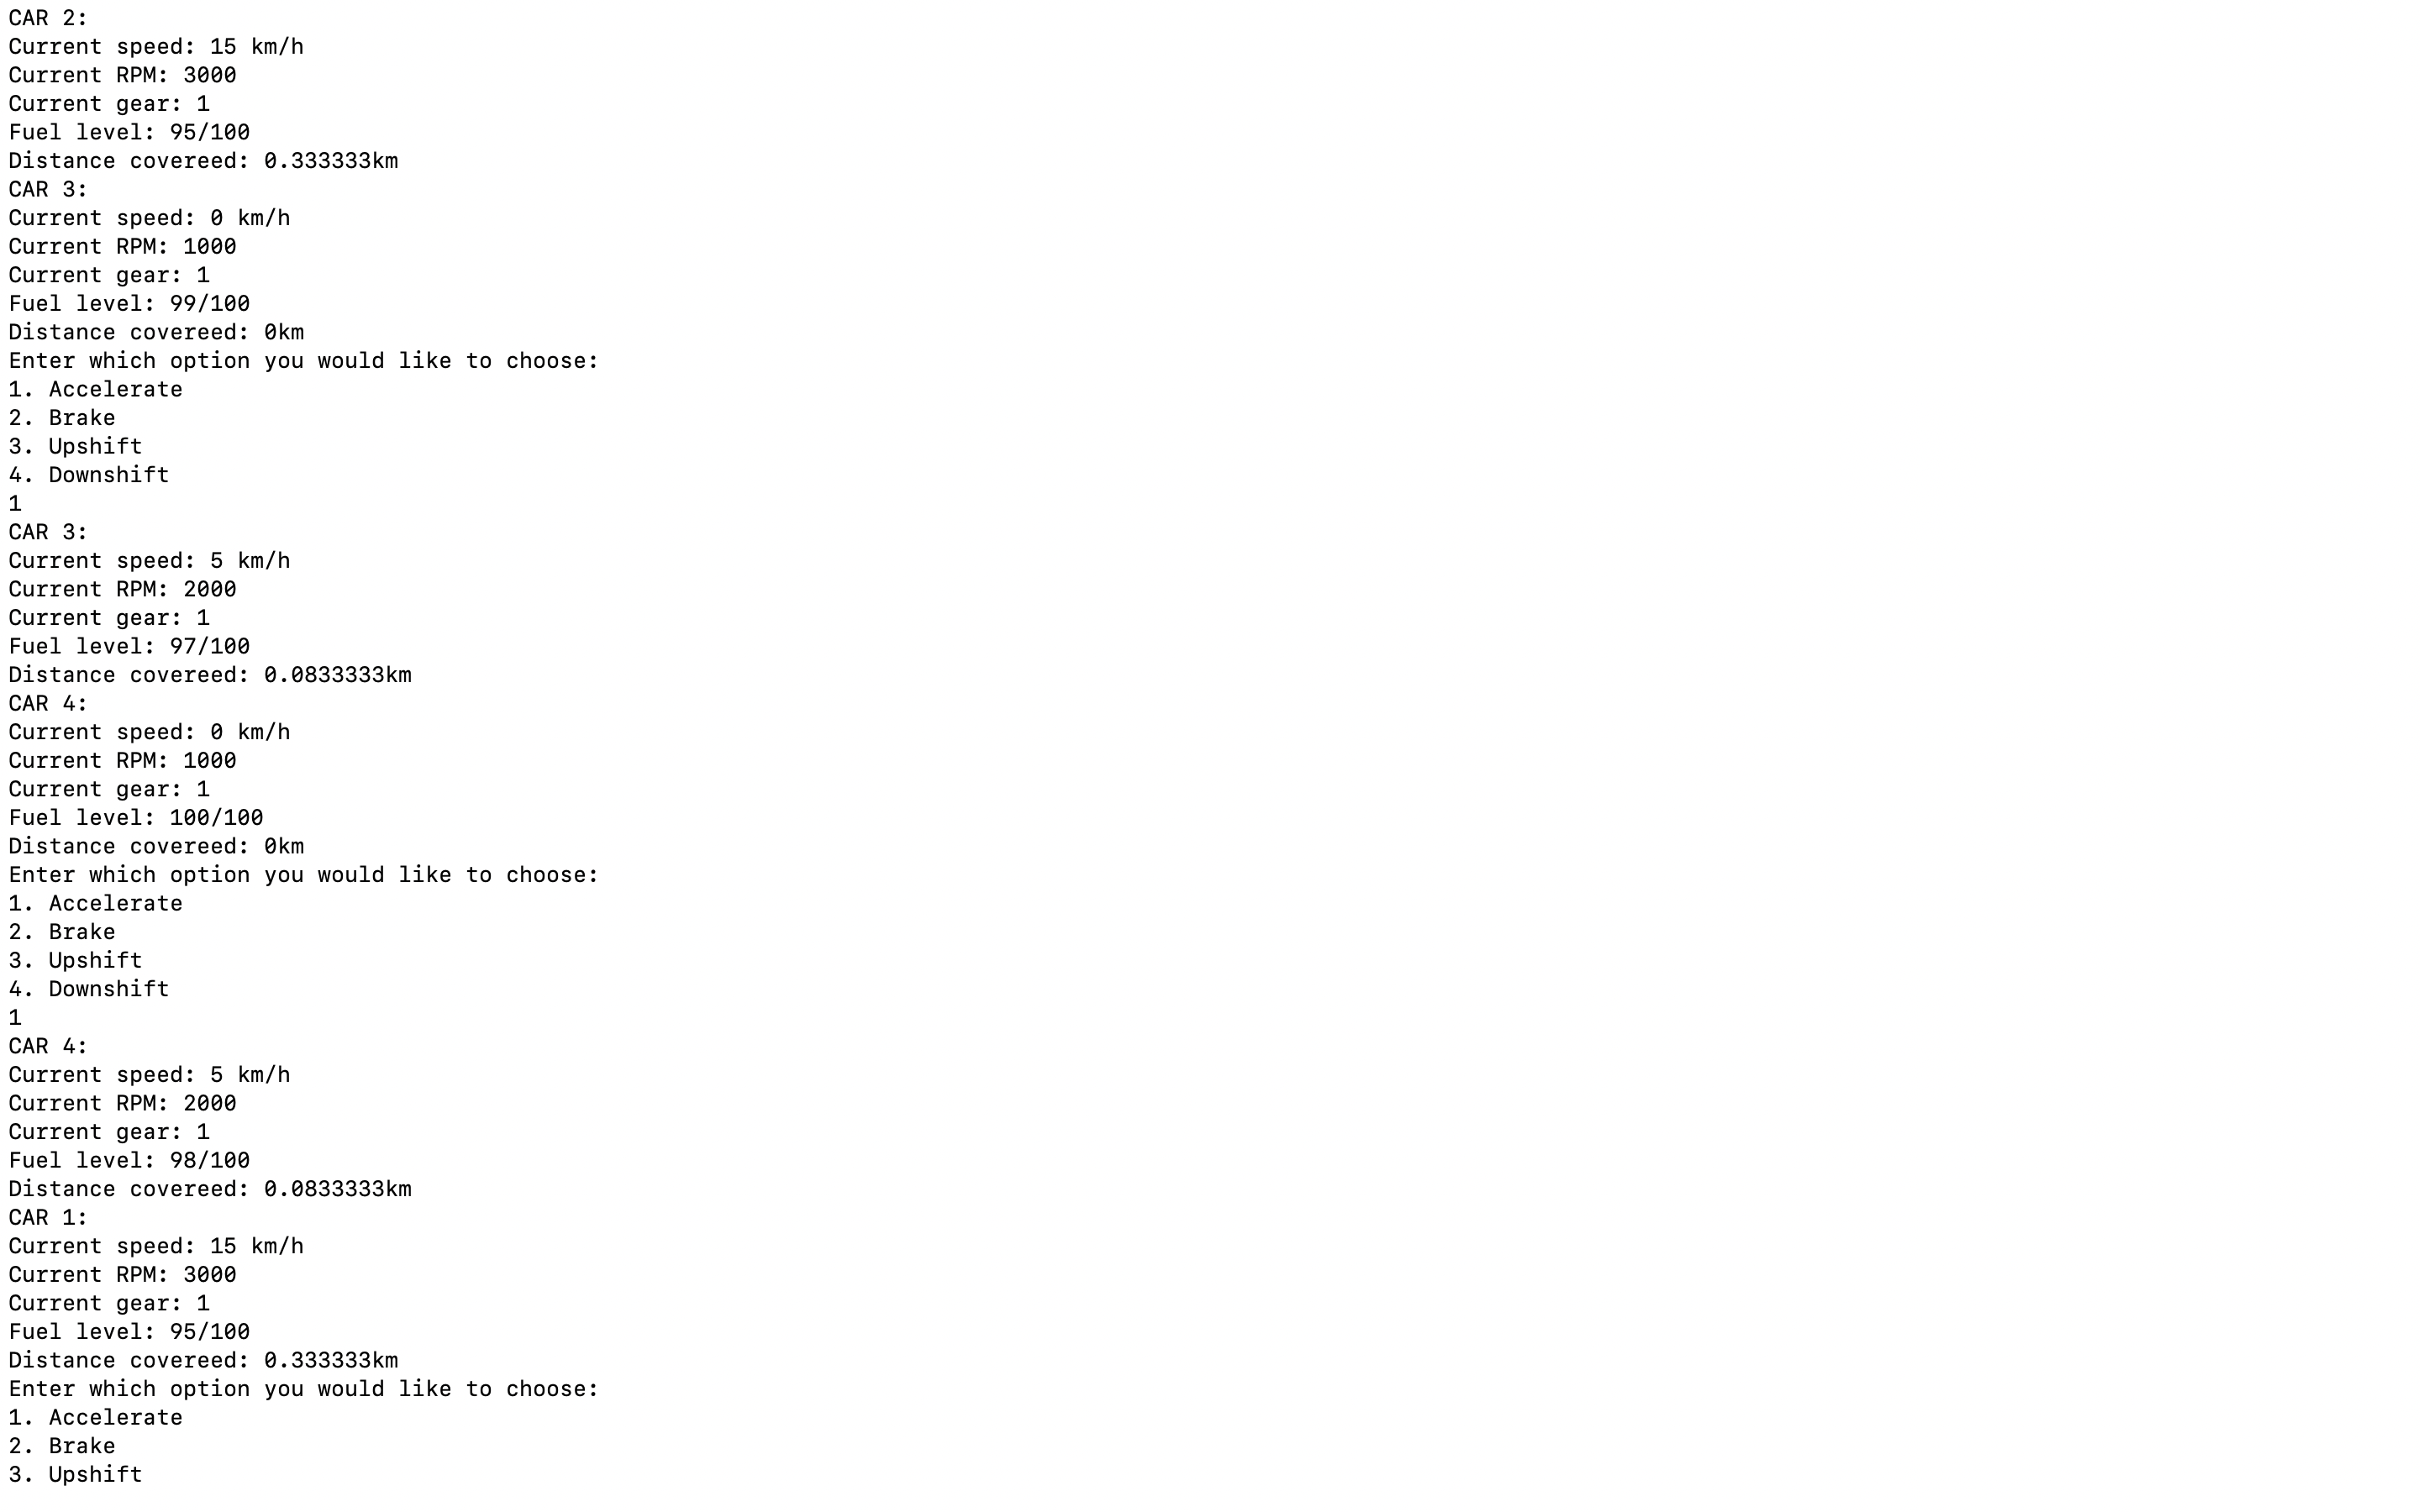 CAR 2:
Current speed: 15 km/h
Current RPM: 3000
Current gear: 1
Fuel level: 95/100
Distance covereed: 0.333333km
CAR 3:
Current speed: 0 km/h
Current RPM: 1000
Current gear: 1
Fuel level: 99/100
Distance covereed: 0km
Enter which option you would like to choose:
1. Accelerate
2. Brake
3. Upshift
4. Downshift
1
CAR 3:
Current speed: 5 km/h
Current RPM: 2000
Current gear: 1
Fuel level: 97/100
Distance covereed: 0.0833333km
CAR 4:
Current speed: 0 km/h
Current RPM: 1000
Current gear: 1
Fuel level: 100/100
Distance covereed: 0km
Enter which option you would like to choose:
1. Accelerate
2. Brake
3. Upshift
4. Downshift
1
CAR 4:
Current speed: 5 km/h
Current RPM: 2000
Current gear: 1
Fuel level: 98/100
Distance covereed: 0.0833333km
CAR 1:
Current speed: 15 km/h
Current RPM: 3000
Current gear: 1
Fuel level: 95/100
Distance covereed: 0.333333km
Enter which option you would like to choose:
1. Accelerate
2. Brake
3. Upshift